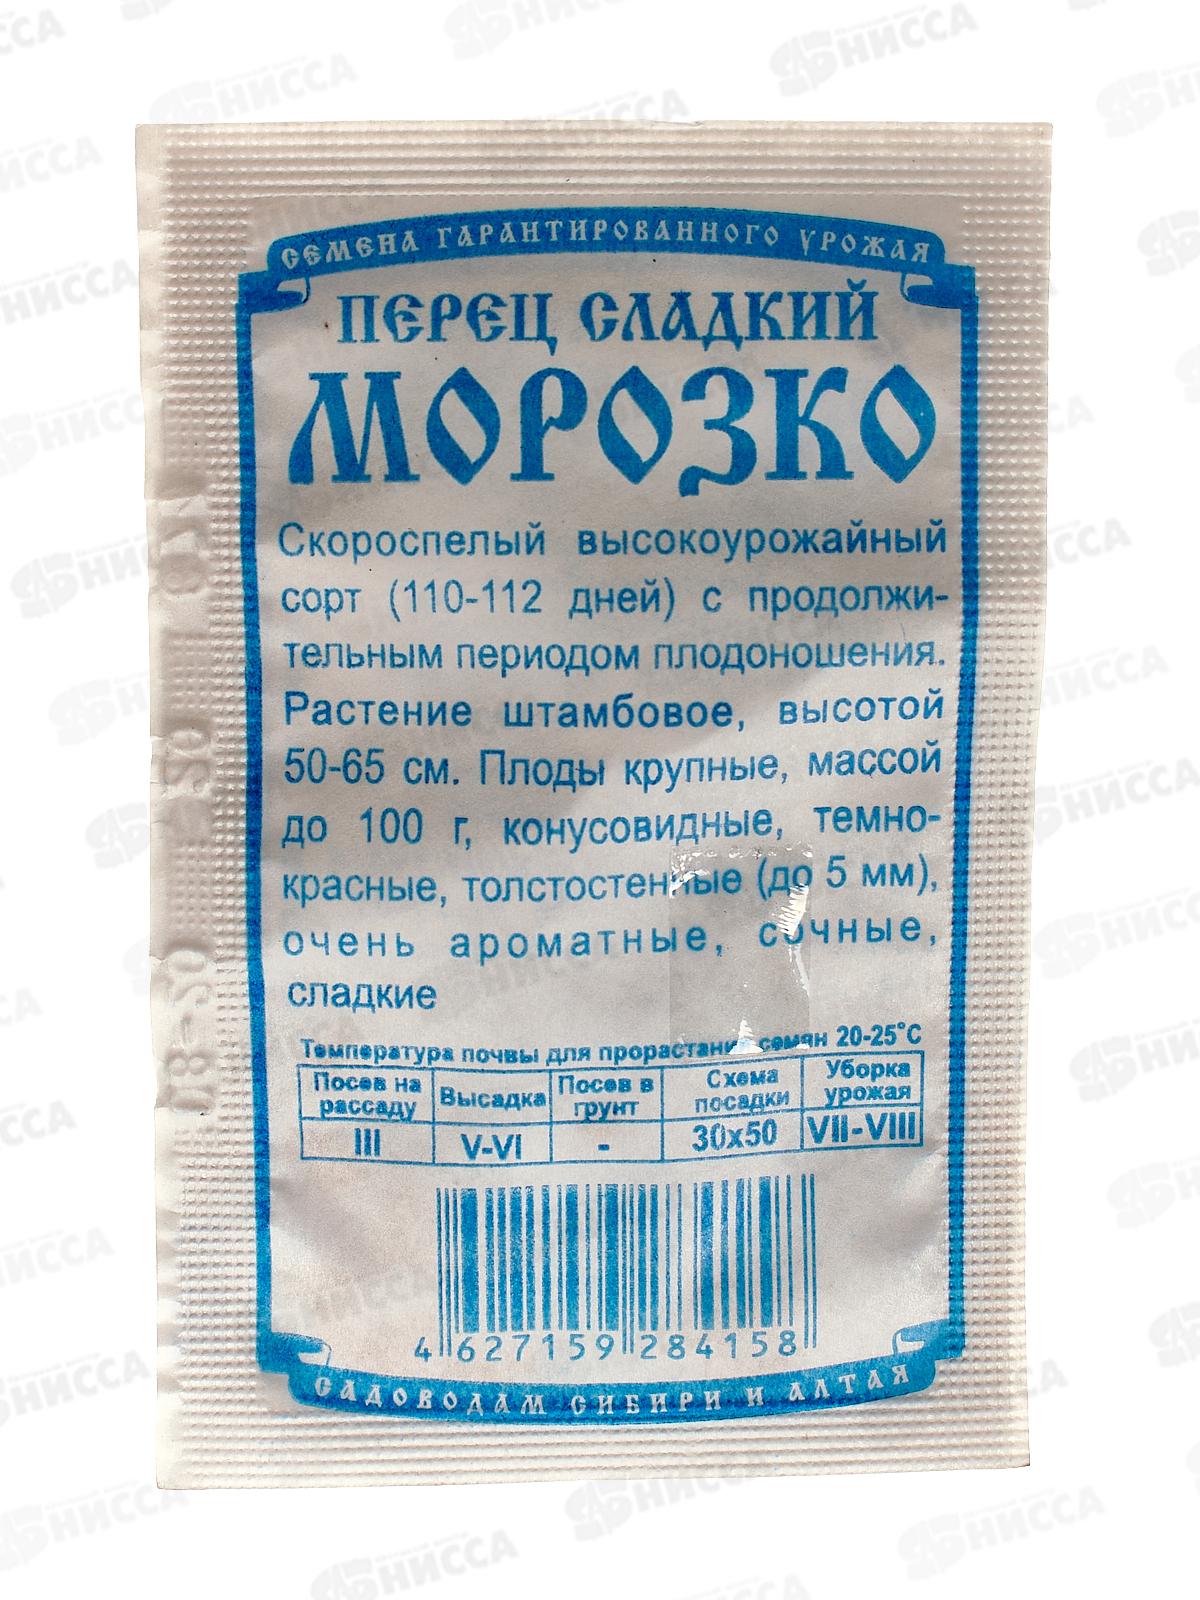 СЕМЕНА ГАРАНТИРОВАННОГО УРОЖАЯ
ПЕРЕЦ СЛАДКИЙ
МОРОЗКО
Скороспелый высокоурожайный
сорт (110-112 дней) с продолжи-
тельным периодом плодоношения.
Растение штамбовое, высотой
50-65 см. Плоды крупные, массой
до 100 г, конусовидные, темно-
красные, толстостенные (до 5 мм),
очень ароматные, сочные,
сладкие
Температура почвы для прорастания семян 20-25°С
Посев на рассаду
Высадка
Посев в грунт
Схема посадки
Уборка урожая
III
V-VI
-
30х50
VII-VIII
4 627159 284158
САДОВОДАМ СИБИРИ И АЛТАЯ
НИССА